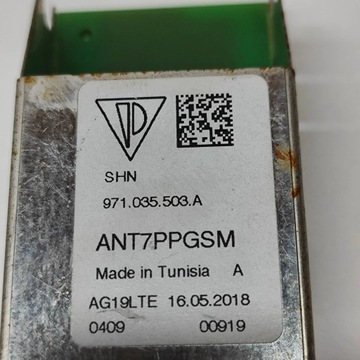 SHN
971.035.503.A
ANT7PPGSM
Made in Tunisia A
AG19LTE 16.05.2018
0409 00919